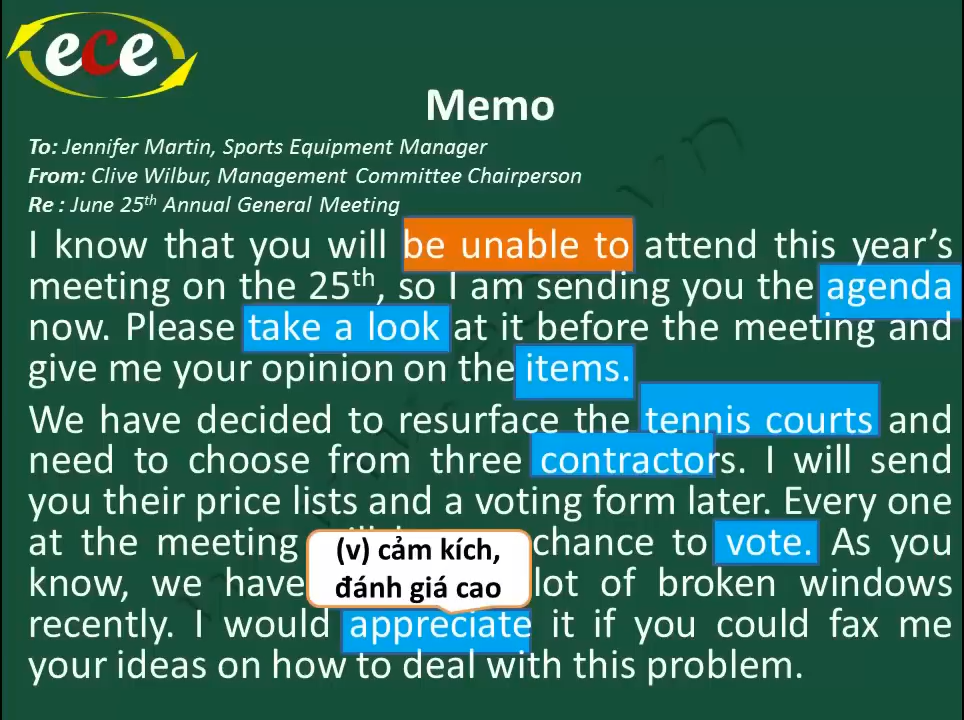 ece
Memo
To: Jennifer Martin, Sports Equipment Manager
From: Clive Wilbur, Management Committee Chairperson
Re : June 25th Annual General Meeting
I know that you will be unable to attend this year’s
meeting on the 25th, so I am sending you the agenda
now. Please take a look at it before the meeting and
give me your opinion on the items.
We have decided to resurface the tennis courts and
need to choose from three contractors. I will send
you their price lists and a voting form later. Every one
at the meeting chance to vote. As you
(v) cảm kích,
know, we have lot of broken windows
đánh giá cao
recently. I would appreciate it if you could fax me
your ideas on how to deal with this problem.